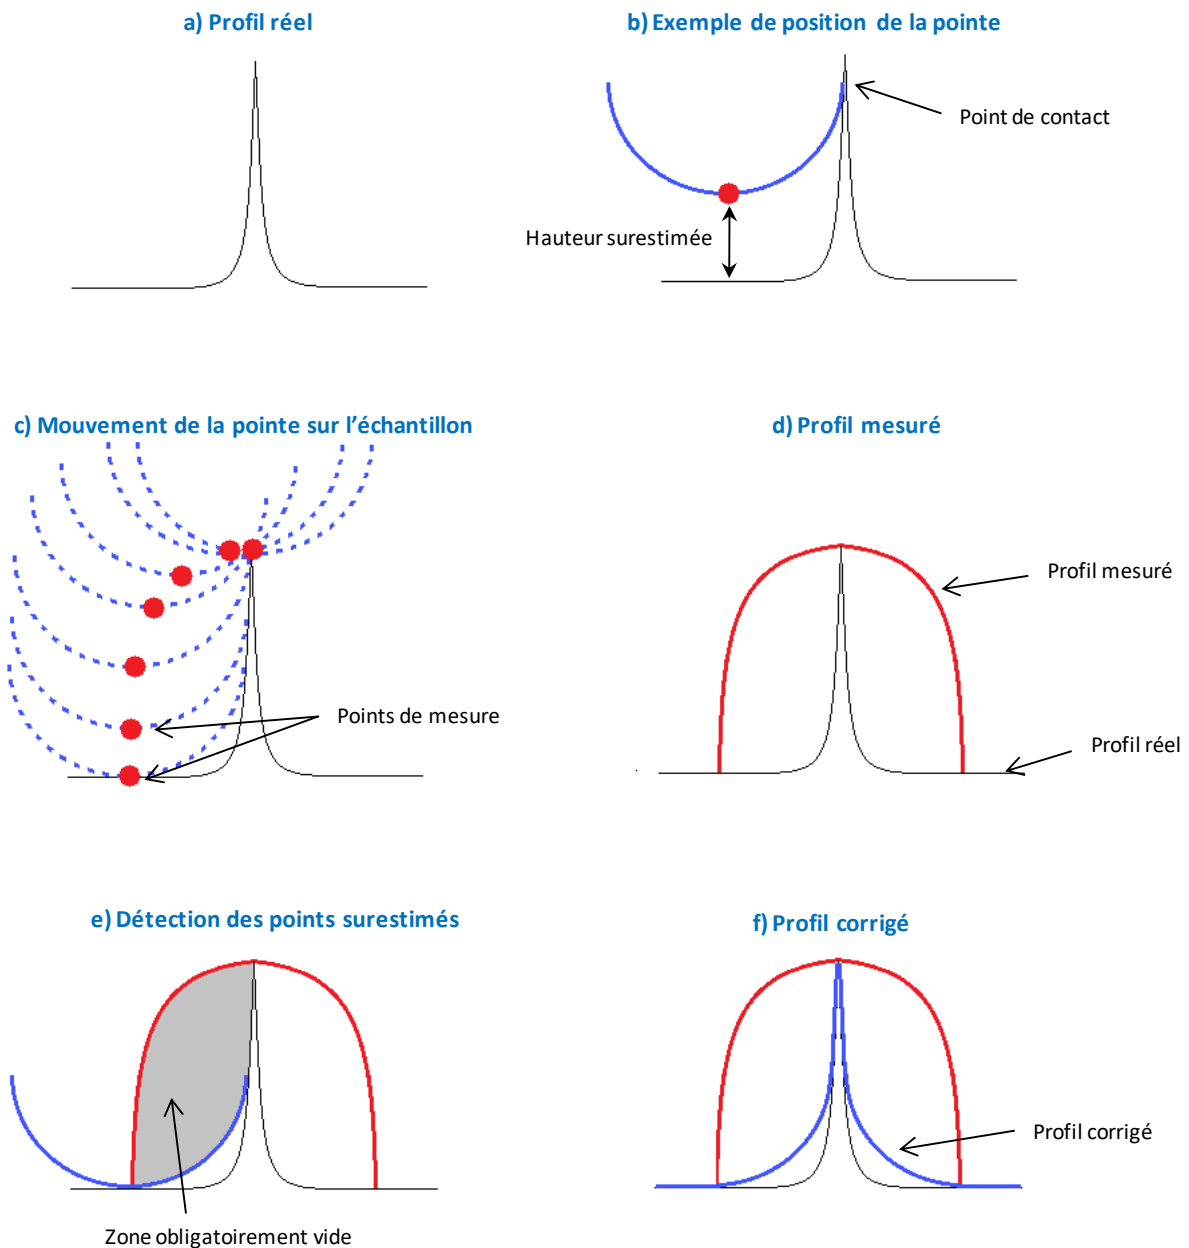 a) Profil réel
b) Exemple de position de la pointe
Point de contact
Hauteur surestimée
c) Mouvement de la pointe sur l'échantillon
d) Profil mesuré
Profil mesuré
Points de mesure
Profil réel
e) Détection des points surestimés
f) Profil corrigé
Profil corrigé
Zone obligatoirement vide